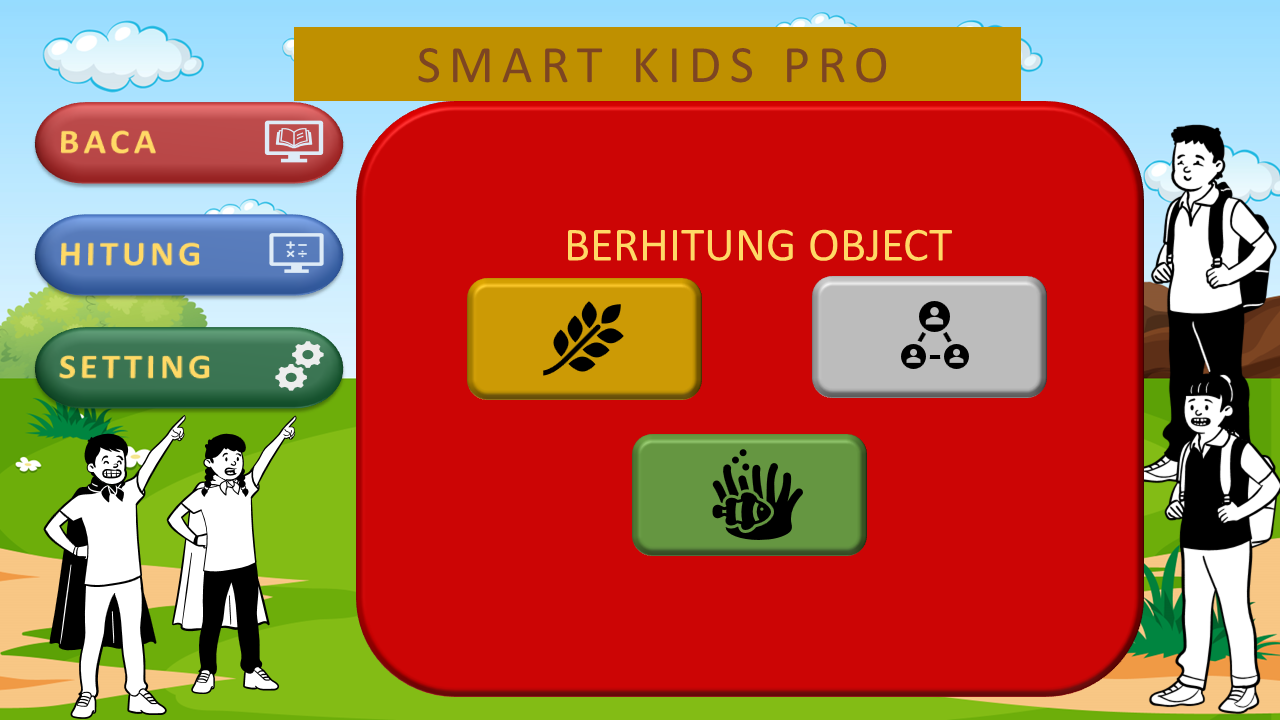 SMART KIDS PRO
BACA
HITUNG
SETTING
BERHITUNG OBJECT